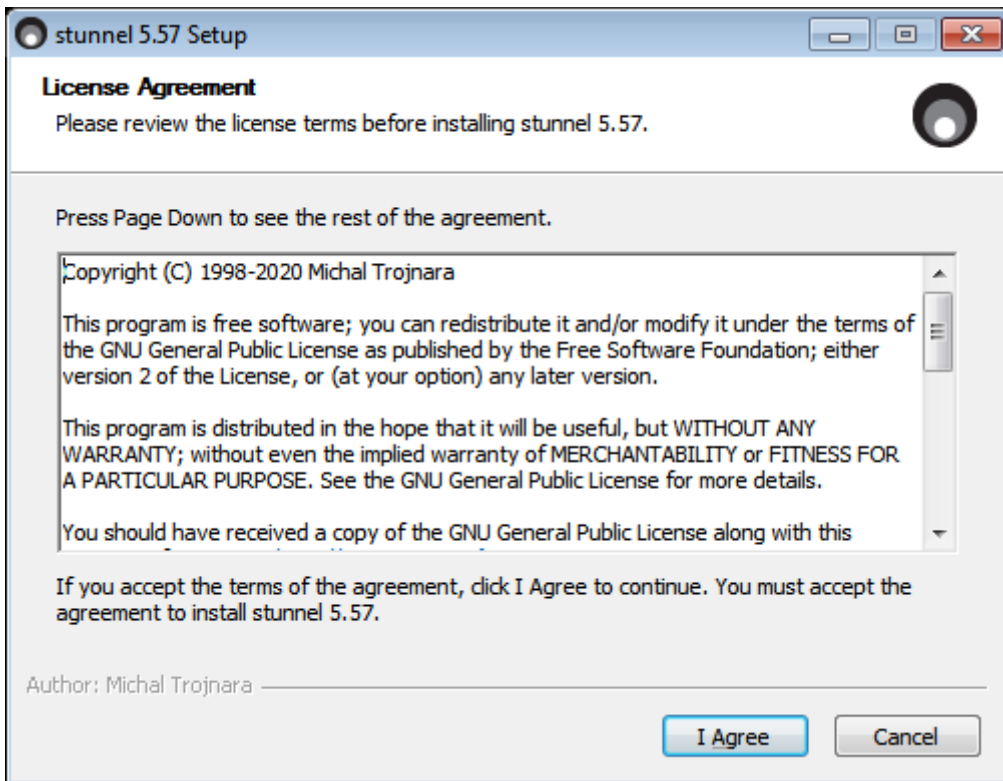 stunnel 5.57 Setup
License Agreement
Please review the license terms before installing stunnel 5.57.
Press Page Down to see the rest of the agreement.
Copyright (C) 1998-2020 Michal Trojnara
This program is free software; you can redistribute it and/or modify it under the terms of
the GNU General Public License as published by the Free Software Foundation; either
version 2 of the License, or (at your option) any later version.
This program is distributed in the hope that it will be useful, but WITHOUT ANY
WARRANTY; without even the implied warranty of MERCHANTABILITY or FITNESS FOR
A PARTICULAR PURPOSE. See the GNU General Public License for more details.
You should have received a copy of the GNU General Public License along with this
If you accept the terms of the agreement, click I Agree to continue. You must accept the
agreement to install stunnel 5.57.
Author: Michal Trojnara
I Agree
Cancel